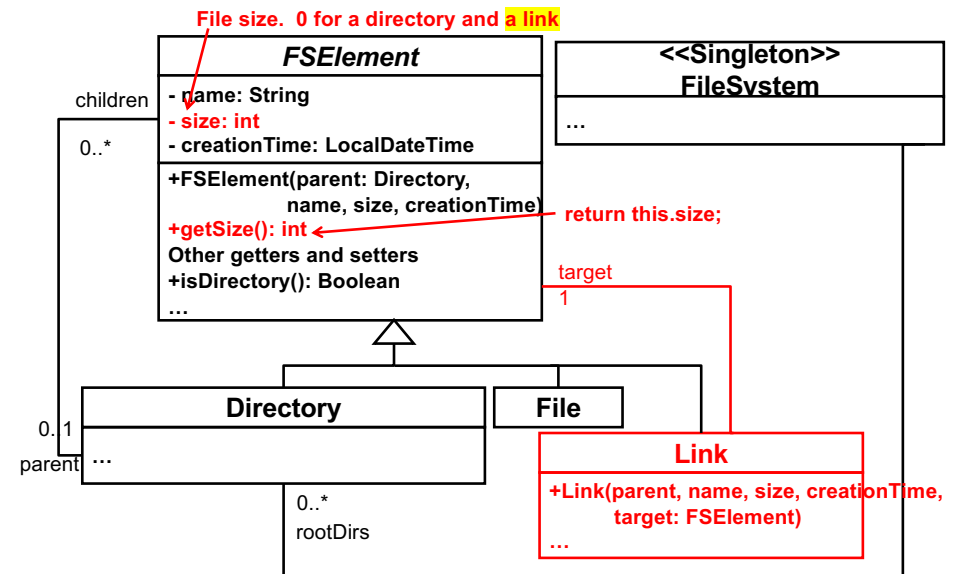 File size.  0 for a directory and a link
FSElement
- name: String
- size: int
- creationTime: LocalDateTime
+FSElement(parent: Directory,
name, size, creationTime)
+getSize(): int
Other getters and setters
+isDirectory(): Boolean
…
<<Singleton>>
FileSystem
…
children
0..*
return this.size;
target
1
Directory
…
File
0..1
parent
Link
+Link(parent, name, size, creationTime,
target: FSElement)
…
0..*
rootDirs